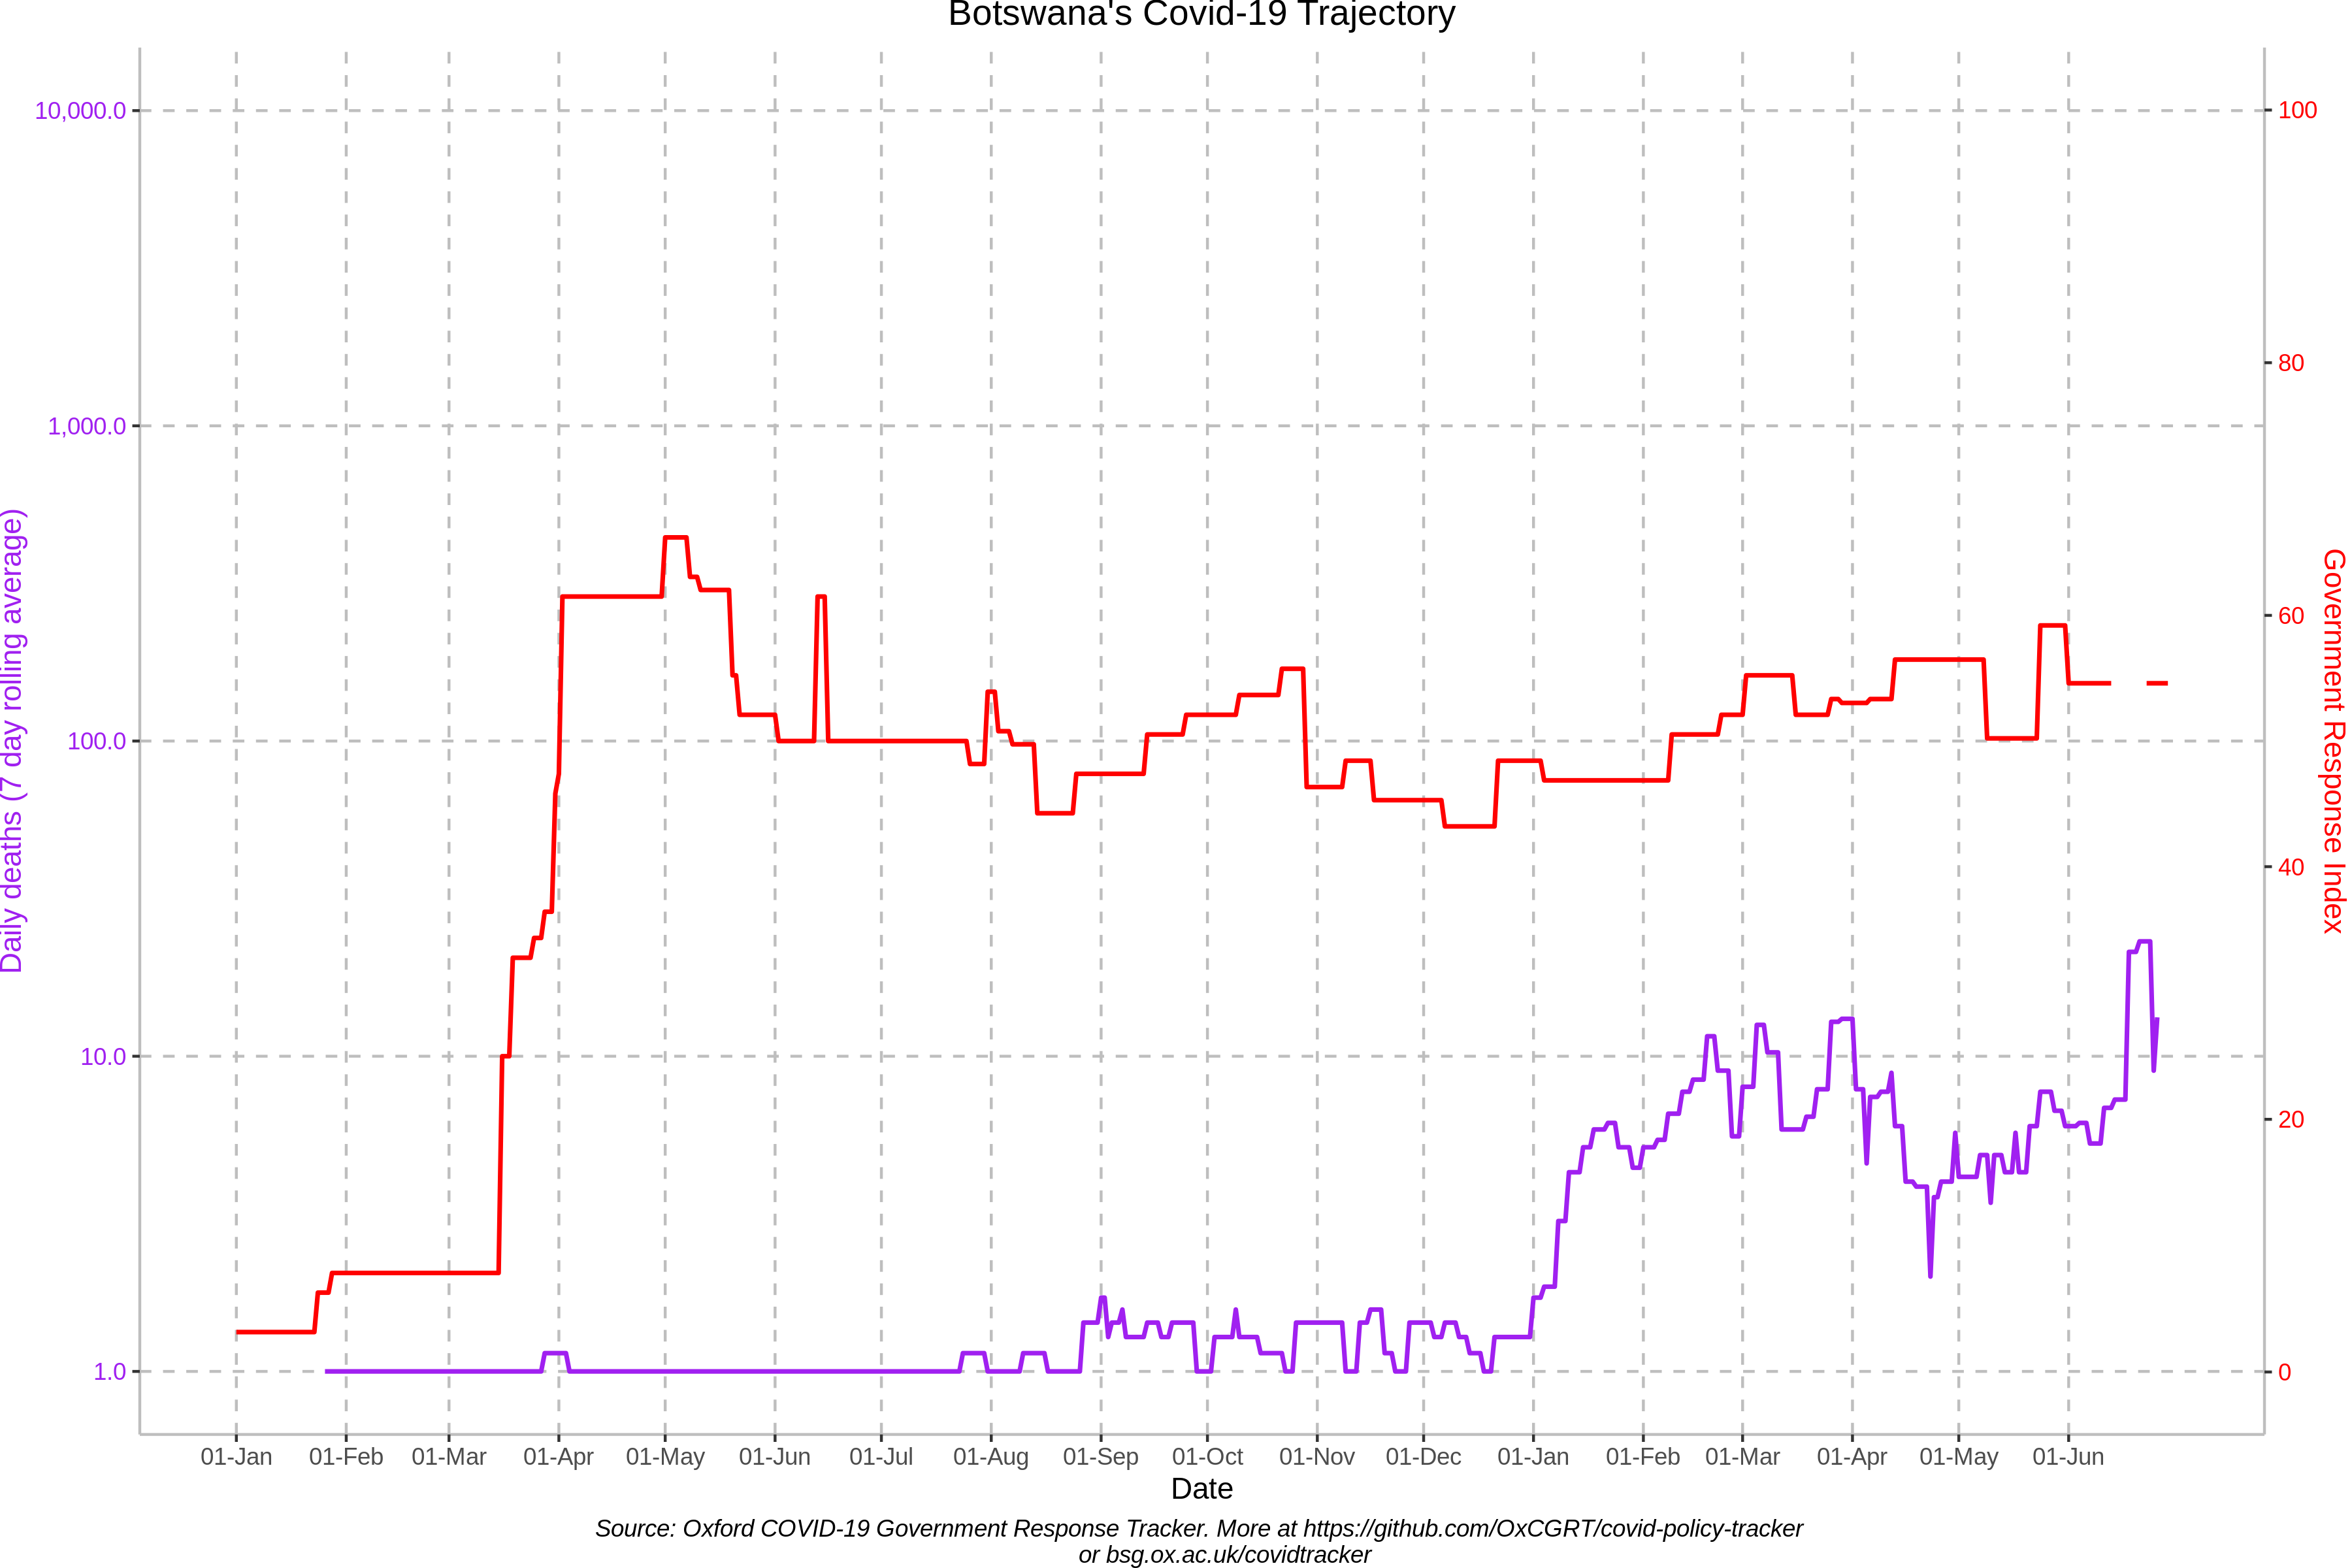 Botswana's Covid-19 Trajectory
10,000.0
1,000.0
100.0
10.0
1.0
Daily deaths (7 day rolling average)
100
80
60
40
20
0
Government Response Index
01-Jan 01-Feb 01-Mar 01-Apr 01-May 01-Jun 01-Jul 01-Aug 01-Sep 01-Oct 01-Nov 01-Dec 01-Jan 01-Feb 01-Mar 01-Apr 01-May 01-Jun
Date
Source: Oxford COVID-19 Government Response Tracker. More at https://github.com/OxCGRT/covid-policy-tracker
or bsg.ox.ac.uk/covidtracker